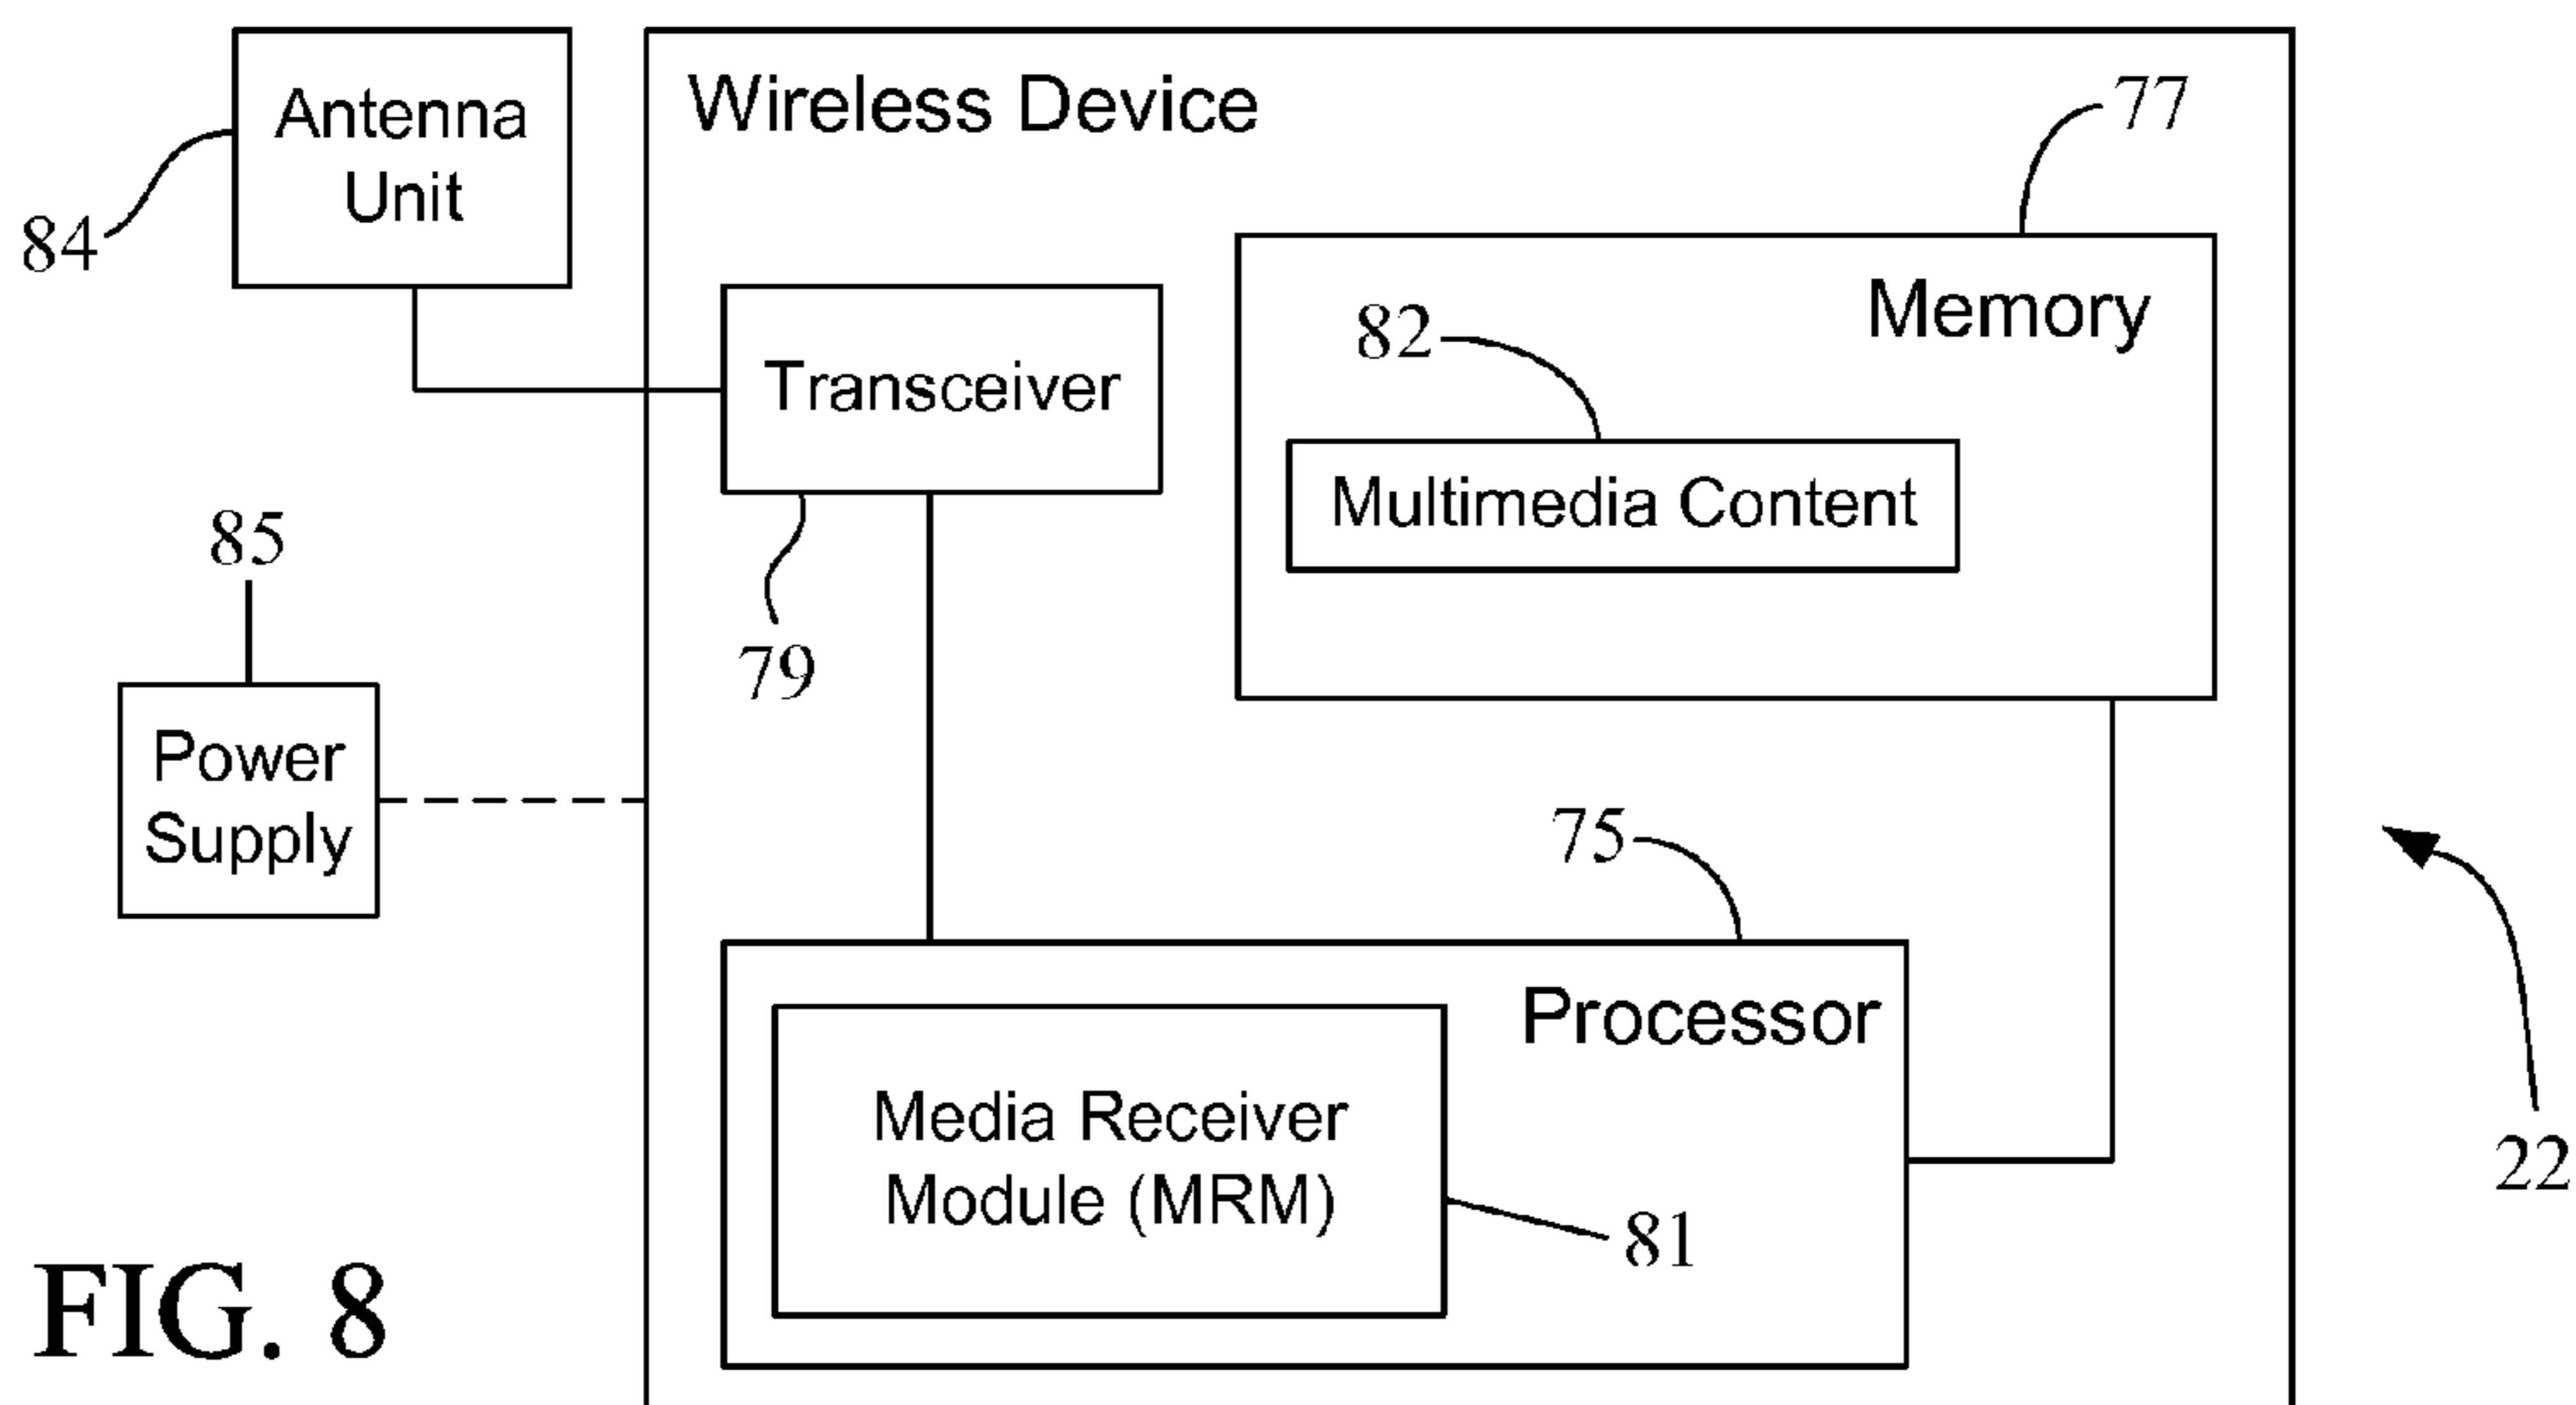 Antenna
Unit
84
Wireless Device
77
Memory
82
Multimedia Content
Transceiver
79
85
Power
Supply
75
Processor
Media Receiver
Module (MRM)
81
22
FIG. 8